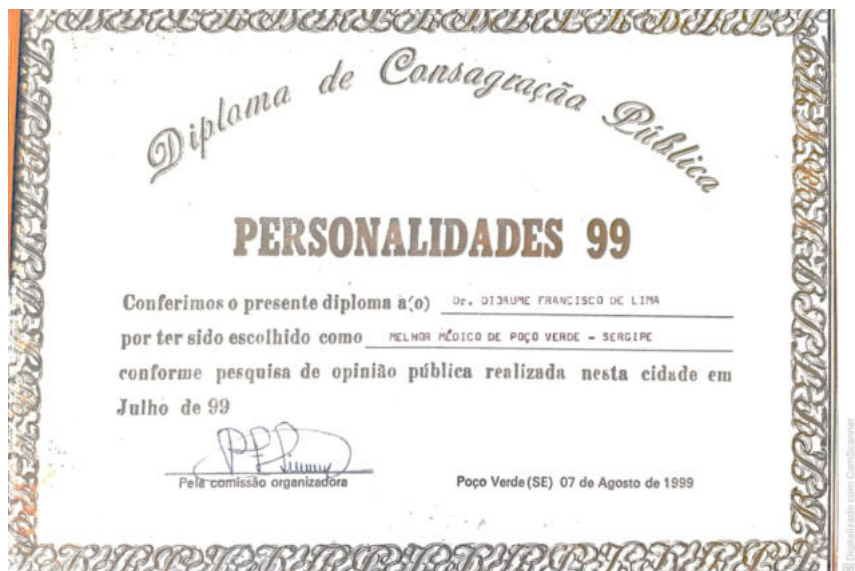 Diploma de Consagração Pública
PERSONALIDADES 99
Conferimos o presente diploma a(o) Dr. FRANCISCO DE LIMA
por ter sido escolhido como MELHOR MÉDICO DE POÇO VERDE - SERGIPE
conforme pesquisa de opinião pública realizada nesta cidade em
Julho de 99
Pela comissão organizadora
Poço Verde (SE) 07 de Agosto de 1999
Digitalizado com CamScanner